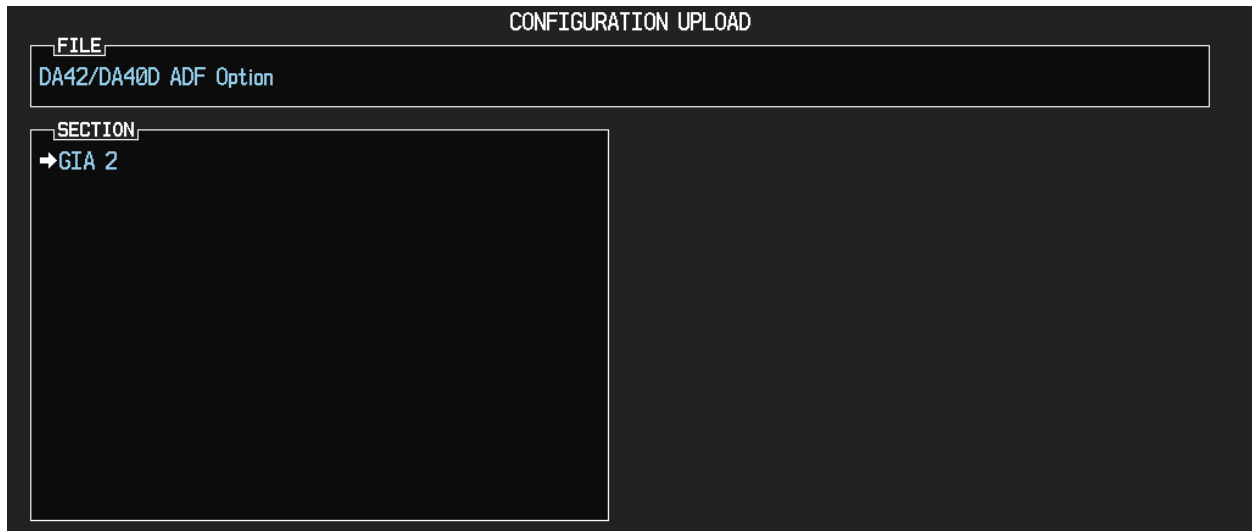 CONFIGURATION UPLOAD
FILE
DA42/DA40D ADF Option
SECTION
➔GIA 2